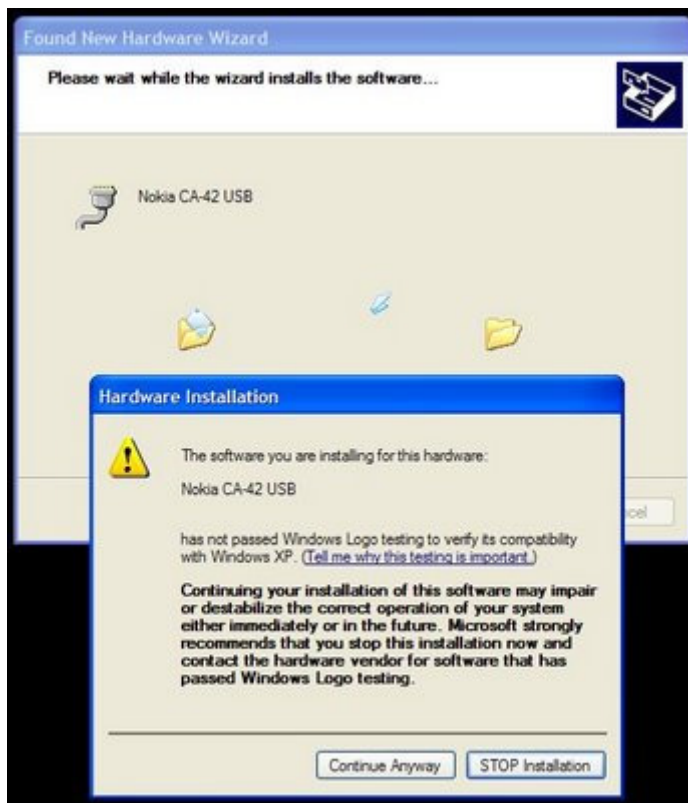 Found New Hardware Wizard
Please wait while the wizard installs the software...
Nokia CA-42 USB
Hardware Installation
The software you are installing for this hardware:
Nokia CA-42 USB
has not passed Windows Logo testing to verify its compatibility
with Windows XP. (Tell me why this testing is important.)
Continuing your installation of this software may impair
or destabilize the correct operation of your system
either immediately or in the future. Microsoft strongly
recommends that you stop this installation now and
contact the hardware vendor for software that has
passed Windows Logo testing.
Continue Anyway
STOP Installation